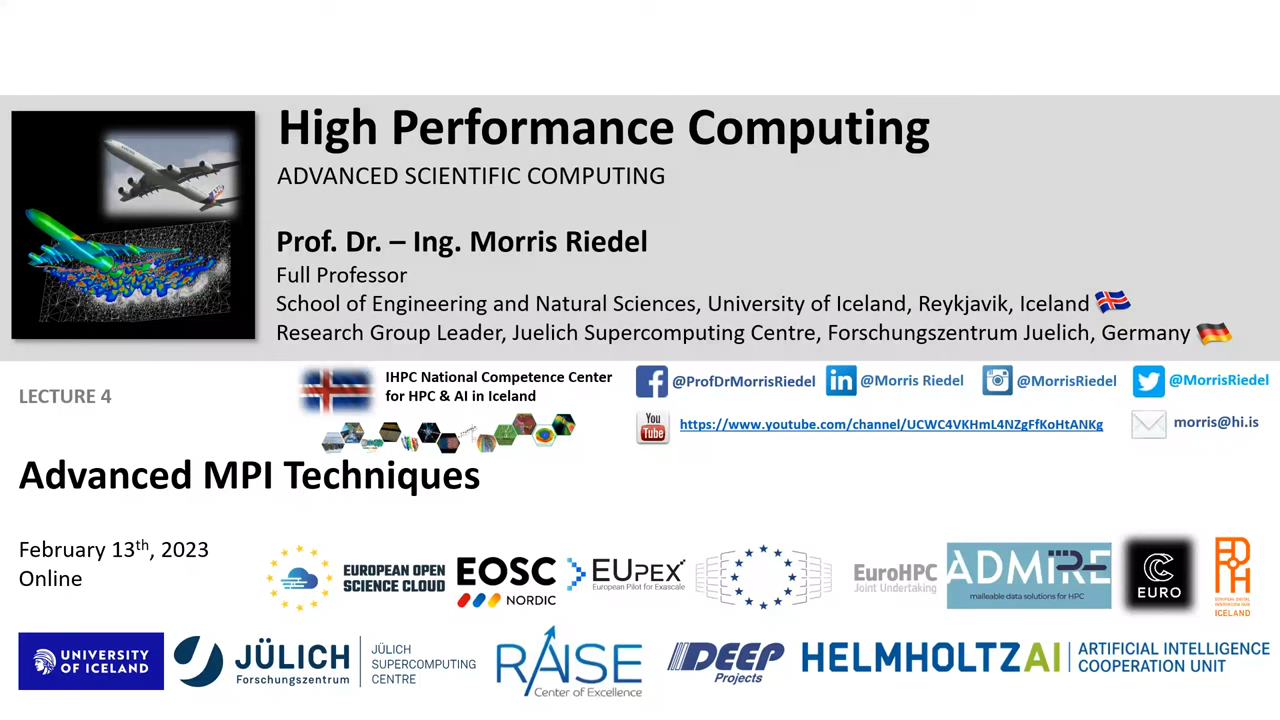 High Performance Computing
ADVANCED SCIENTIFIC COMPUTING
Prof. Dr. – Ing. Morris Riedel
Full Professor
School of Engineering and Natural Sciences, University of Iceland, Reykjavik, Iceland
Research Group Leader, Juelich Supercomputing Centre, Forschungszentrum Juelich, Germany
LECTURE 4
IHPC National Competence Center
for HPC & AI in Iceland
@ProfDrMorrisRiedel
@Morris Riedel
@MorrisRiedel
@MorrisRiedel
You
Tube
https://www.youtube.com/channel/UCWC4VKHmL4NZgFfKoHtANKg
morris@hi.is
Advanced MPI Techniques
February 13th, 2023
Online
EUROPEAN OPEN
SCIENCE CLOUD
EOSC
NORDIC
EUPEX
European Pilot for Exascale
EuroHPC
Joint Undertaking
ADMIRE
malleable data solutions for HPC
CC
EURO
EDIH
ICELAND
UNIVERSITY
OF ICELAND
JÜLICH
Forschungszentrum
JÜLICH
SUPERCOMPUTING
CENTRE
RAISE
Center of Excellence
DEEP
Projects
HELMHOLTZAI
ARTIFICIAL INTELLIGENCE
COOPERATION UNIT